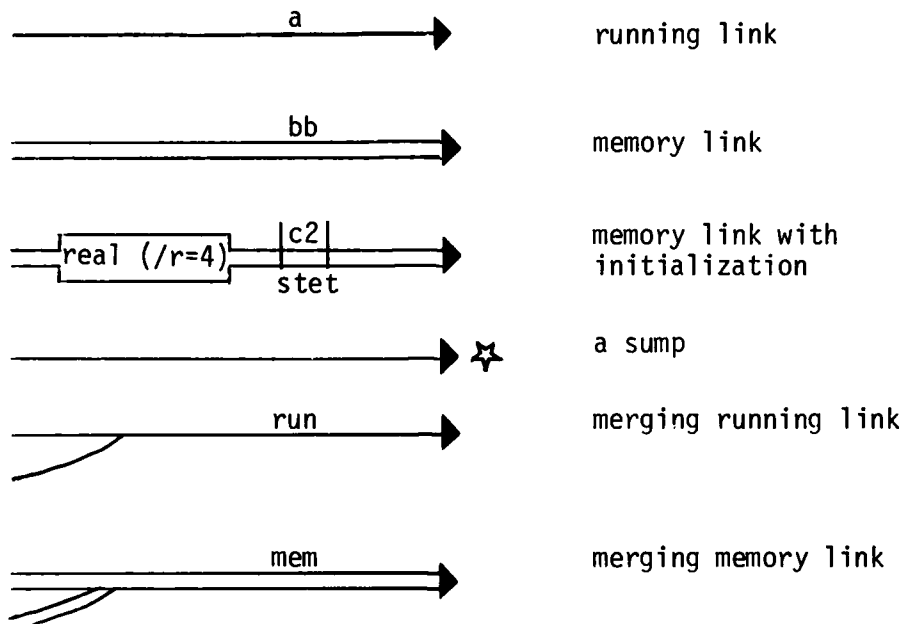 a
running link
bb
memory link
real (/r=4)
c2
stet
memory link with
initialization
a sump
run
merging running link
mem
merging memory link